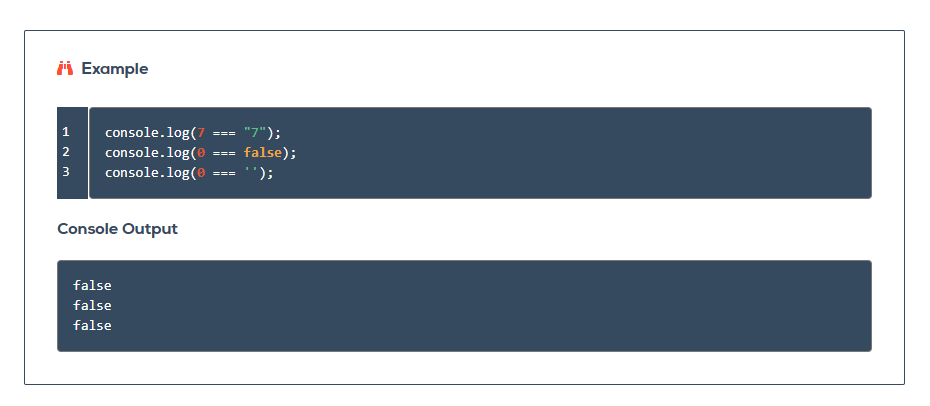 Example
1 console.log(7 === "7");
2 console.log(0 === false);
3 console.log(0 === '');
Console Output
false
false
false